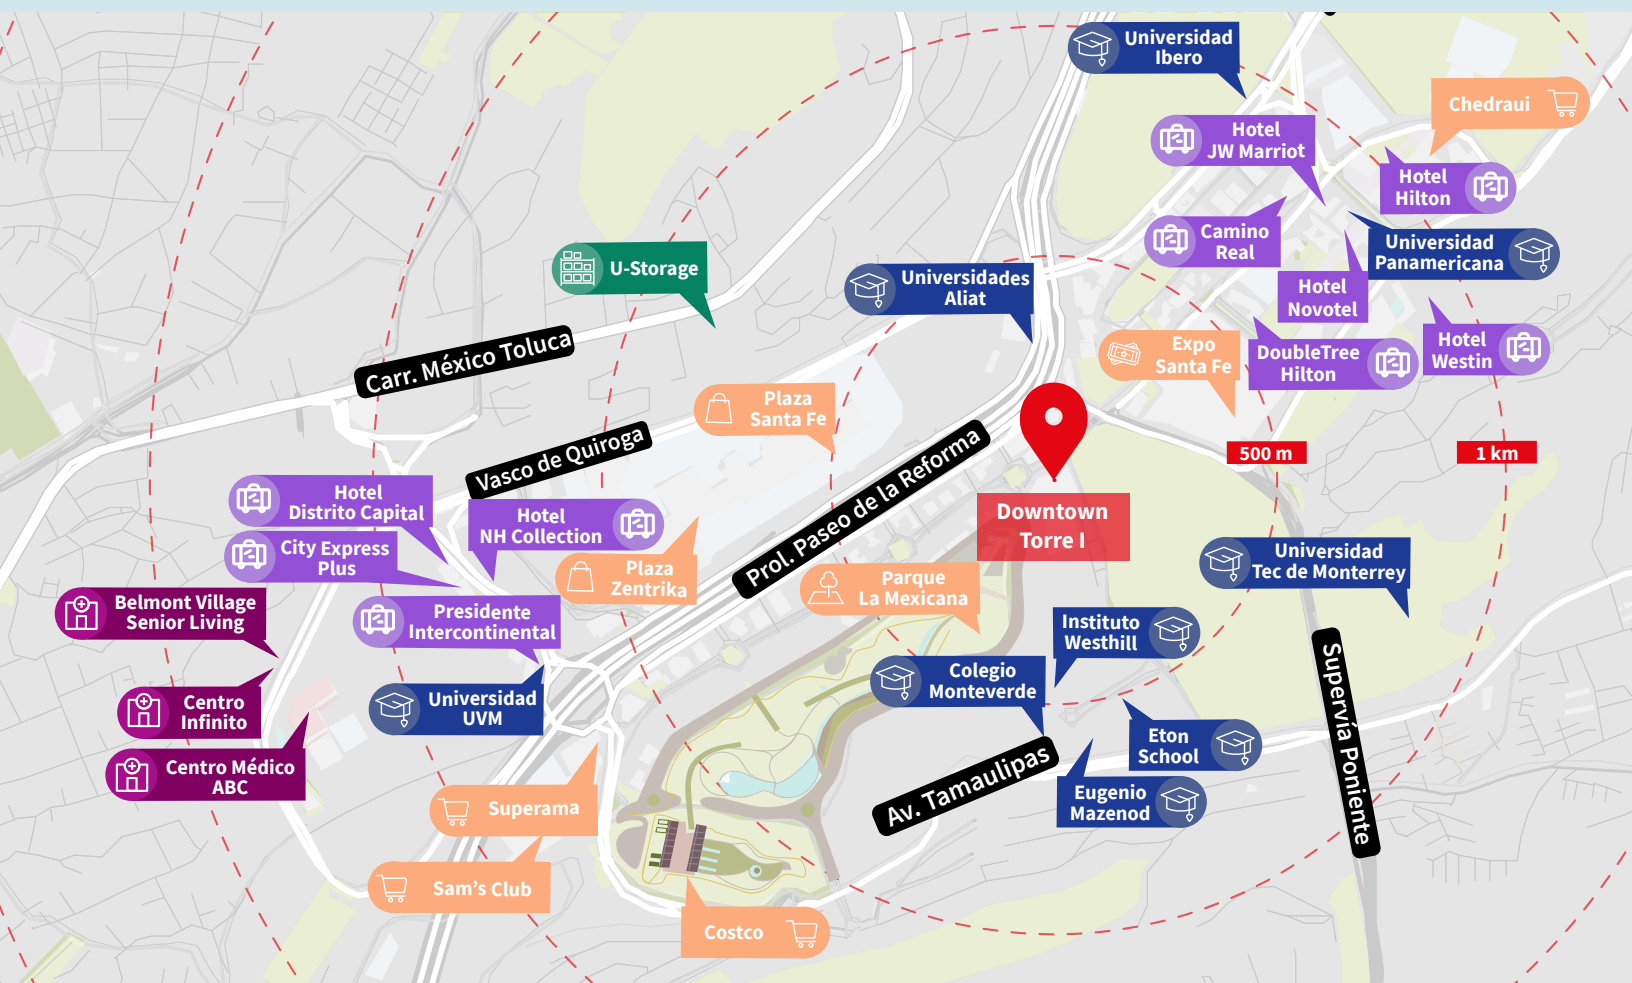 Universidad
Ibero
Chedraui
Hotel
JW Marriot
Hotel
Hilton
Camino
Real
Universidad
Panamericana
U-Storage
Universidades
Aliat
Hotel
Novotel
Carr. México Toluca
Expo
Santa Fe
DoubleTree
Hilton
Hotel
Westin
Plaza
Santa Fe
Vasco de Quiroga
500 m
1 km
Prol. Paseo de la Reforma
Hotel
Distrito Capital
Hotel
NH Collection
Downtown
Torre I
City Express
Plus
Plaza
Zentrika
Parque
La Mexicana
Universidad
Tec de Monterrey
Belmont Village
Senior Living
Presidente
Intercontinental
Instituto
Westhill
Centro
Infinito
Universidad
UVM
Colegio
Monteverde
Supervía Poniente
Centro Médico
ABC
Eton
School
Av. Tamaulipas
Superama
Eugenio
Mazenod
Sam's Club
Costco